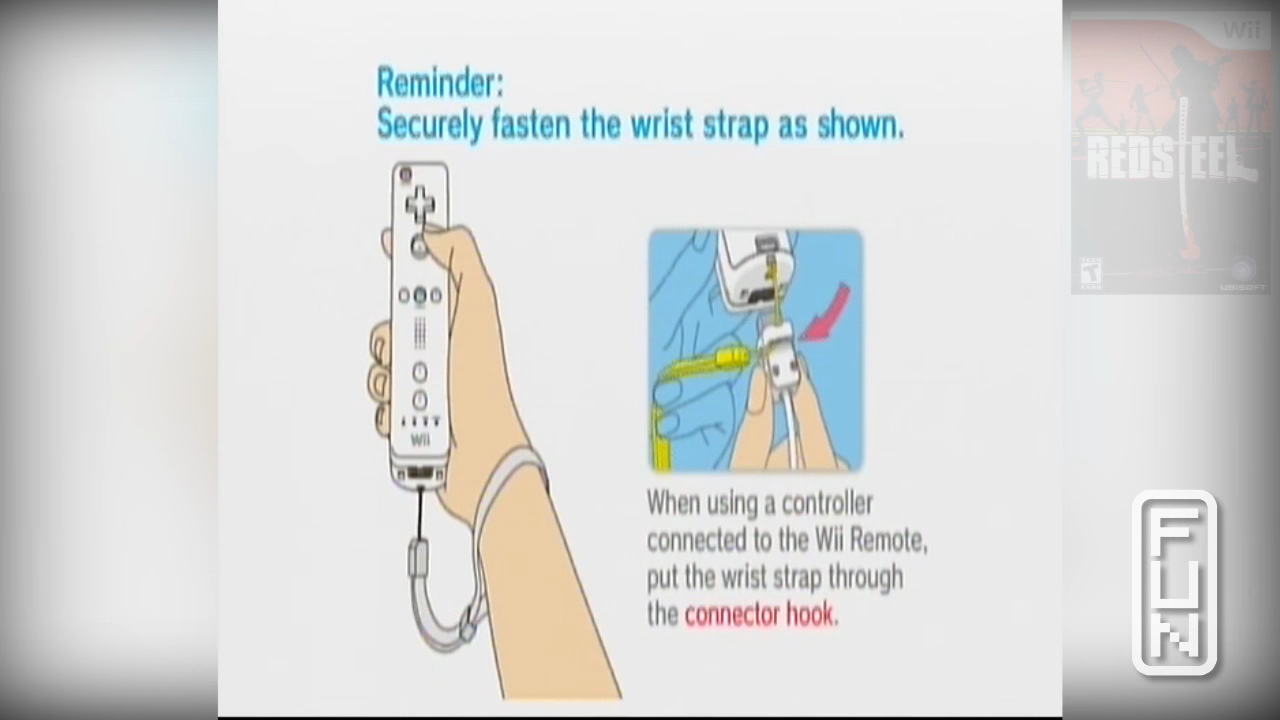 Reminder:
Securely fasten the wrist strap as shown.
Wii
When using a controller
connected to the Wii Remote,
put the wrist strap through
the connector hook.
Wii
REDSTEEL
TEEN
T
UBISOFT
FUN